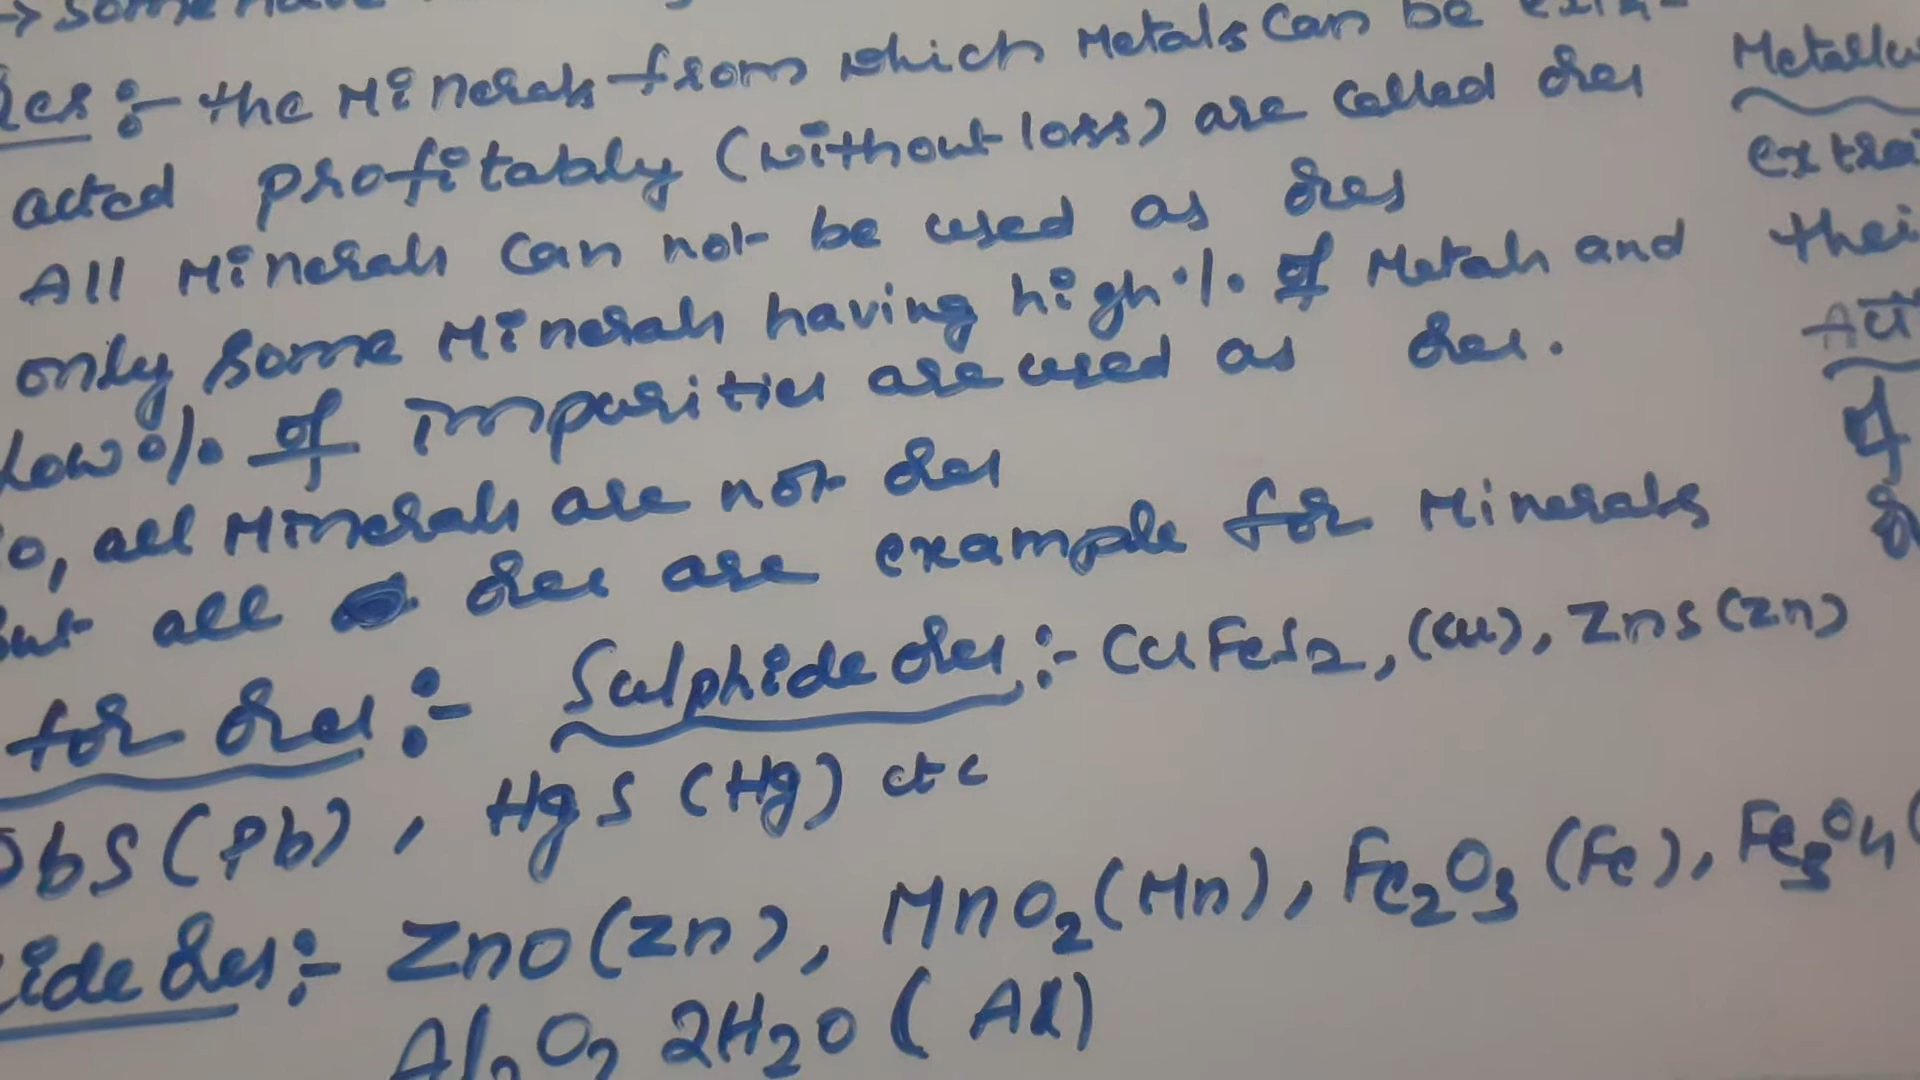 → some have
Ores :- the Minerals from which Metals can be extr-
acted profitably (without loss) are called ores
All Minerals can not be used as ores
only some Minerals having high % of Metals and
low % of impurities are used as ores.
so, all Minerals are not ores
but all ores are example for Minerals
for ores :- Sulphide ores :- CuFeS2, (Cu), ZnS (Zn)
PbS (Pb), HgS (Hg) etc
ide ores :- ZnO (Zn), MnO2 (Mn), Fe2O3 (Fe), Fe3O4 (
Al2O3 2H2O (Al)
Metallu
extra
thei
Act
of